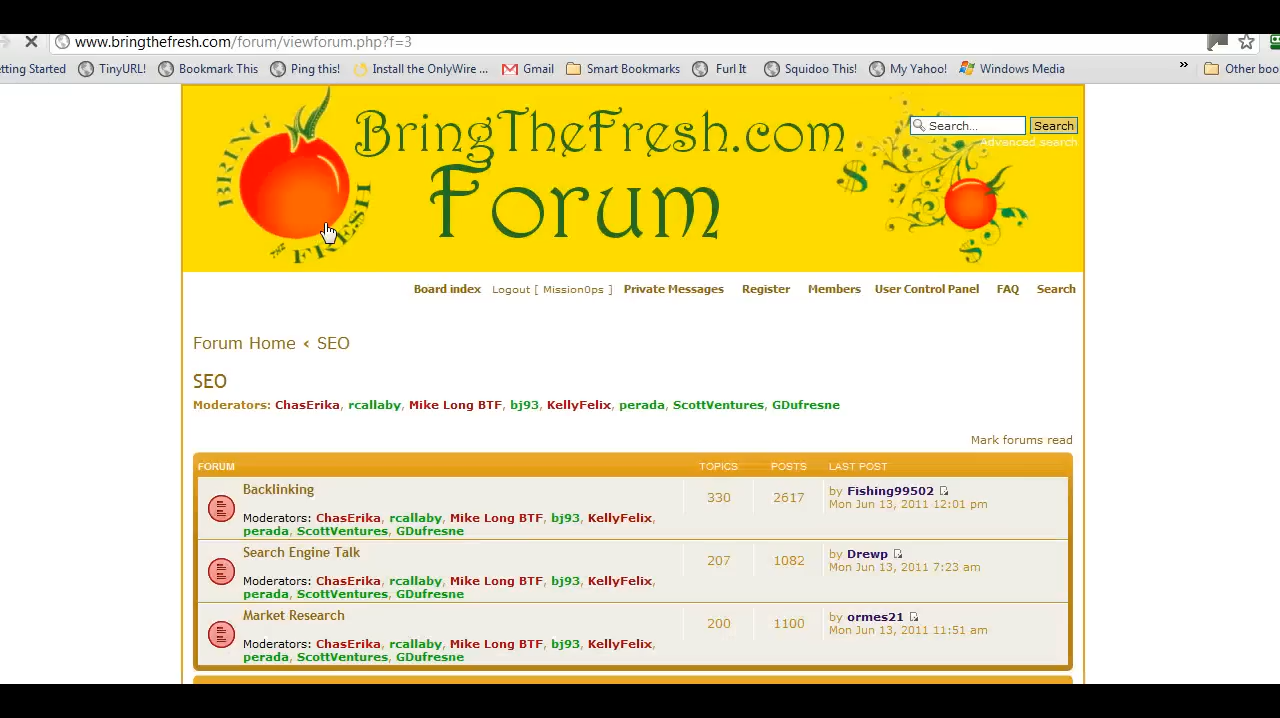 www.bringthefresh.com/forum/viewforum.php?f=3
etting Started TinyURL! Bookmark This Ping this! Install the OnlyWire ... Gmail Smart Bookmarks Furl It Squidoo This! My Yahoo! Windows Media » Other boo
BRING THE FRESH
BringTheFresh.com
Forum
Search... Search
Advanced search
Board index Logout [ Mission0ps ] Private Messages Register Members User Control Panel FAQ Search
Forum Home ‹ SEO
SEO
Moderators: ChasErika, rcallaby, Mike Long BTF, bj93, KellyFelix, perada, ScottVentures, GDufresne
Mark forums read
FORUM TOPICS POSTS LAST POST
Backlinking
Moderators: ChasErika, rcallaby, Mike Long BTF, bj93, KellyFelix,
perada, ScottVentures, GDufresne
330 2617
by Fishing99502
Mon Jun 13, 2011 12:01 pm
Search Engine Talk
Moderators: ChasErika, rcallaby, Mike Long BTF, bj93, KellyFelix,
perada, ScottVentures, GDufresne
207 1082
by Drewp
Mon Jun 13, 2011 7:23 am
Market Research
Moderators: ChasErika, rcallaby, Mike Long BTF, bj93, KellyFelix,
perada, ScottVentures, GDufresne
200 1100
by ormes21
Mon Jun 13, 2011 11:51 am